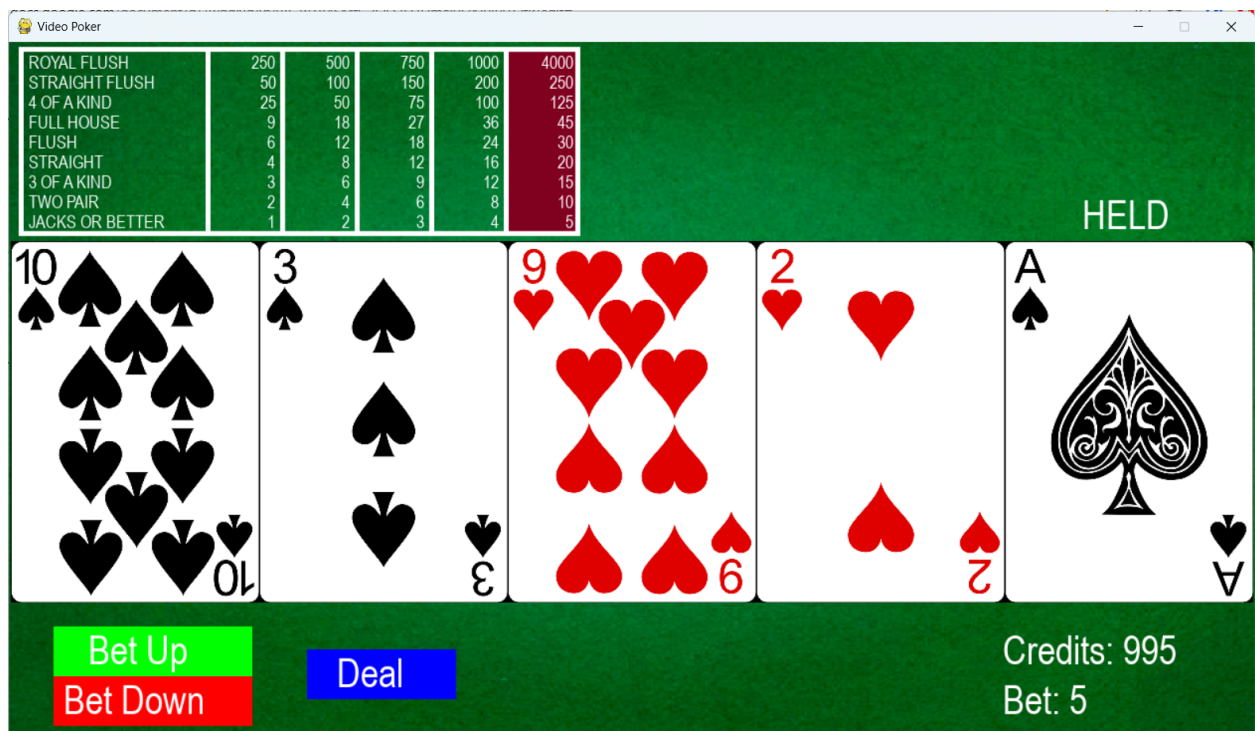 Video Poker
ROYAL FLUSH 250 500 750 1000 4000
STRAIGHT FLUSH 50 100 150 200 250
4 OF A KIND 25 50 75 100 125
FULL HOUSE 9 18 27 36 45
FLUSH 6 12 18 24 30
STRAIGHT 4 8 12 16 20
3 OF A KIND 3 6 9 12 15
TWO PAIR 2 4 6 8 10
JACKS OR BETTER 1 2 3 4 5
HELD
10 3 9 2 A
10 3 9 2 A
Bet Up
Bet Down
Deal
Credits: 995
Bet: 5